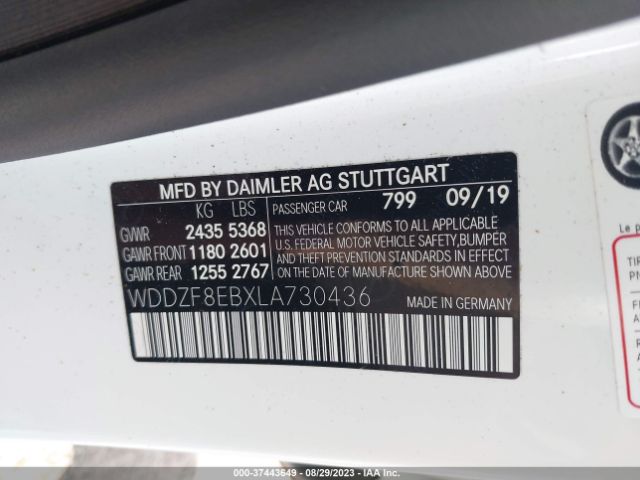 MFD BY DAIMLER AG STUTTGART
KG LBS PASSENGER CAR 799 09/19
GVWR 2435 5368
GAWR FRONT 1180 2601
GAWR REAR 1255 2767
THIS VEHICLE CONFORMS TO ALL APPLICABLE
U.S. FEDERAL MOTOR VEHICLE SAFETY, BUMPER
AND THEFT PREVENTION STANDARDS IN EFFECT
ON THE DATE OF MANUFACTURE SHOWN ABOVE
WDDZF8EBXLA730436 MADE IN GERMANY
Le p
TIR
PN
000-37443649 - 08/29/2023 - IAA Inc.